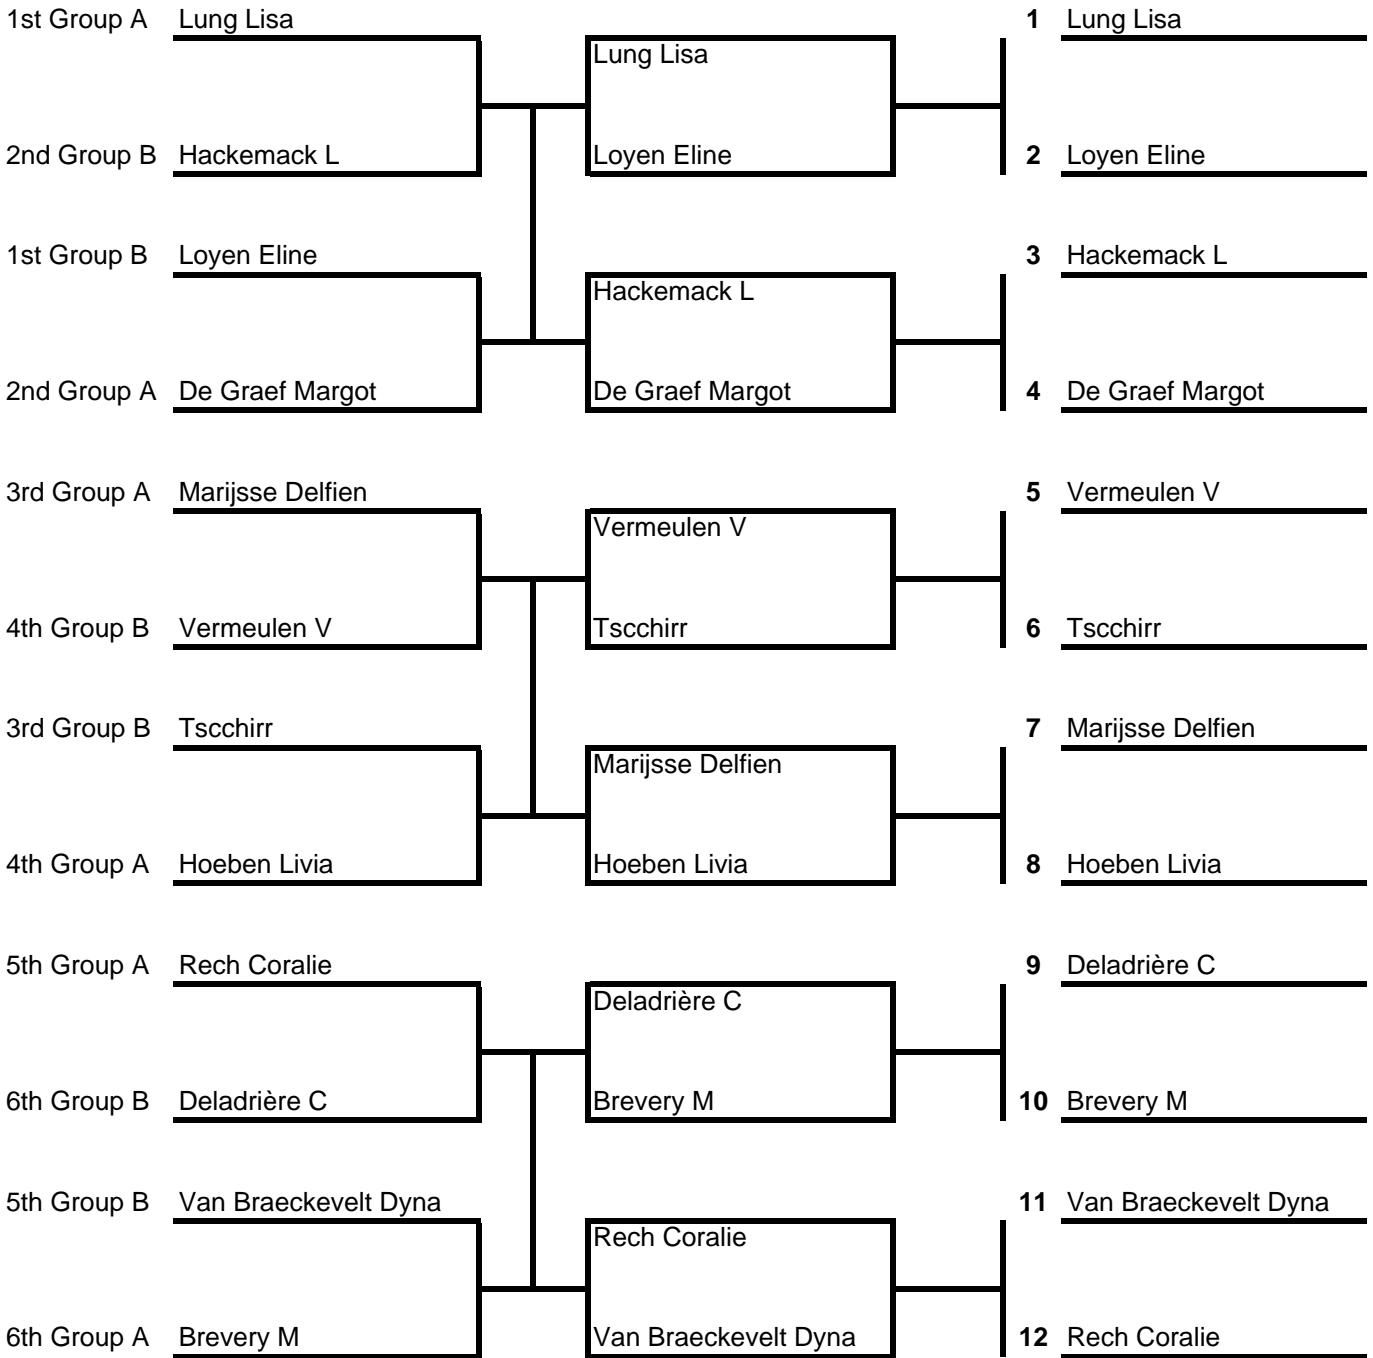 1st Group A Lung Lisa 1 Lung Lisa
Lung Lisa
2nd Group B Hackemack L Loyen Eline 2 Loyen Eline
1st Group B Loyen Eline 3 Hackemack L
Hackemack L
2nd Group A De Graef Margot De Graef Margot 4 De Graef Margot
3rd Group A Marijsse Delfien 5 Vermeulen V
Vermeulen V
4th Group B Vermeulen V Tscchirr 6 Tscchirr
3rd Group B Tscchirr 7 Marijsse Delfien
Marijsse Delfien
4th Group A Hoeben Livia Hoeben Livia 8 Hoeben Livia
5th Group A Rech Coralie 9 Deladrière C
Deladrière C
6th Group B Deladrière C Brevery M 10 Brevery M
5th Group B Van Braeckevelt Dyna 11 Van Braeckevelt Dyna
Rech Coralie
6th Group A Brevery M Van Braeckevelt Dyna 12 Rech Coralie